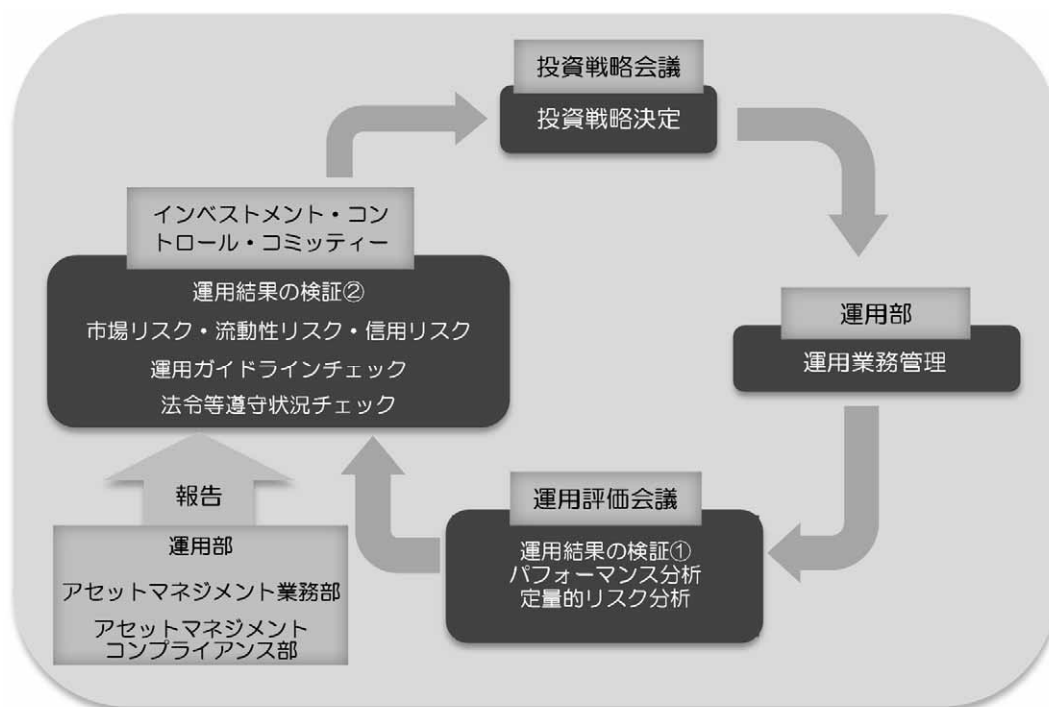 投資戦略会議
投資戦略決定
インベストメント・コン
トロール・コミッティー
運用結果の検証②
市場リスク・流動性リスク・信用リスク
運用ガイドラインチェック
法令等遵守状況チェック
運用部
運用業務管理
運用評価会議
運用結果の検証①
パフォーマンス分析
定量的リスク分析
報告
運用部
アセットマネジメント業務部
アセットマネジメント
コンプライアンス部